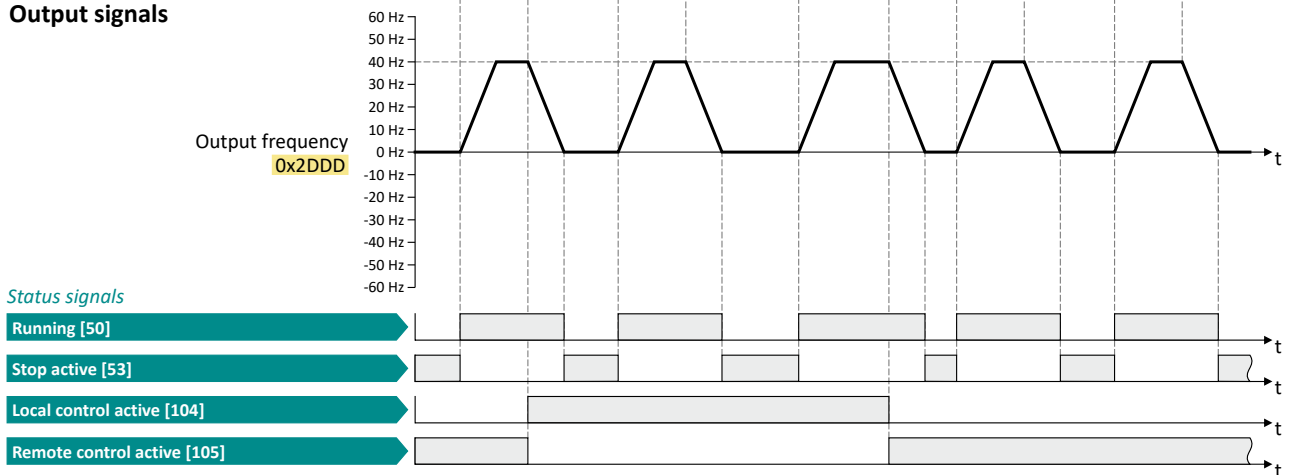 Output signals
60 Hz
50 Hz
40 Hz
30 Hz
20 Hz
10 Hz
Output frequency
0 Hz
0x2DDD
t
-10 Hz
-20 Hz
-30 Hz
-40 Hz
-50 Hz
-60 Hz
Status signals
Running [50]
t
Stop active [53]
t
Local control active [104]
t
Remote control active [105]
t